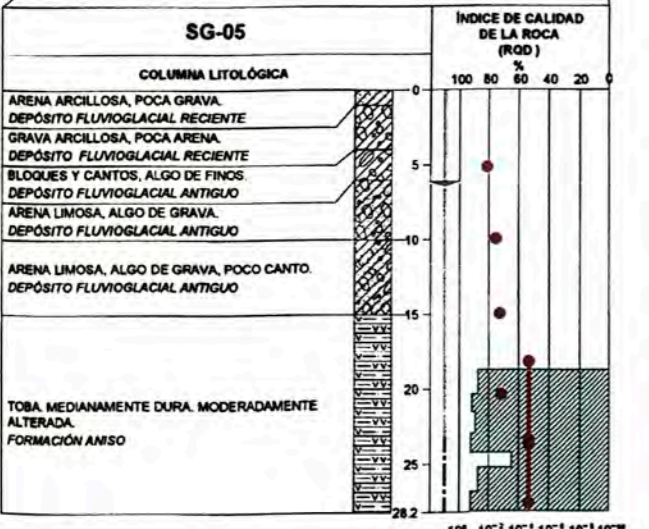 SG-05
COLUMNA LITOLÓGICA
ÍNDICE DE CALIDAD
DE LA ROCA
(RQD)
%
100 80 60 40 20 0
ARENA ARCILLOSA, POCA GRAVA.
DEPÓSITO FLUVIOGLACIAL RECIENTE
GRAVA ARCILLOSA, POCA ARENA.
DEPÓSITO FLUVIOGLACIAL RECIENTE
BLOQUES Y CANTOS, ALGO DE FINOS.
DEPÓSITO FLUVIOGLACIAL ANTIGUO
ARENA LIMOSA, ALGO DE GRAVA.
DEPÓSITO FLUVIOGLACIAL ANTIGUO
ARENA LIMOSA, ALGO DE GRAVA, POCO CANTO.
DEPÓSITO FLUVIOGLACIAL ANTIGUO
TOBA. MEDIANAMENTE DURA. MODERADAMENTE
ALTERADA.
FORMACIÓN ANISO
0
5
10
15
20
25
28.2